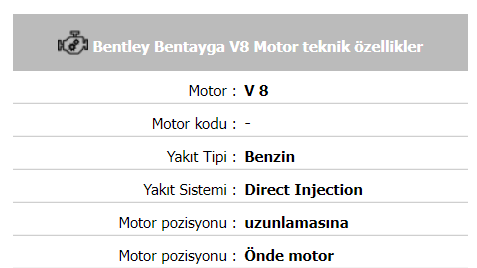 Bentley Bentayga V8 Motor teknik özellikler
Motor : V 8
Motor kodu : -
Yakıt Tipi : Benzin
Yakıt Sistemi : Direct Injection
Motor pozisyonu : uzunlamasına
Motor pozisyonu : Önde motor